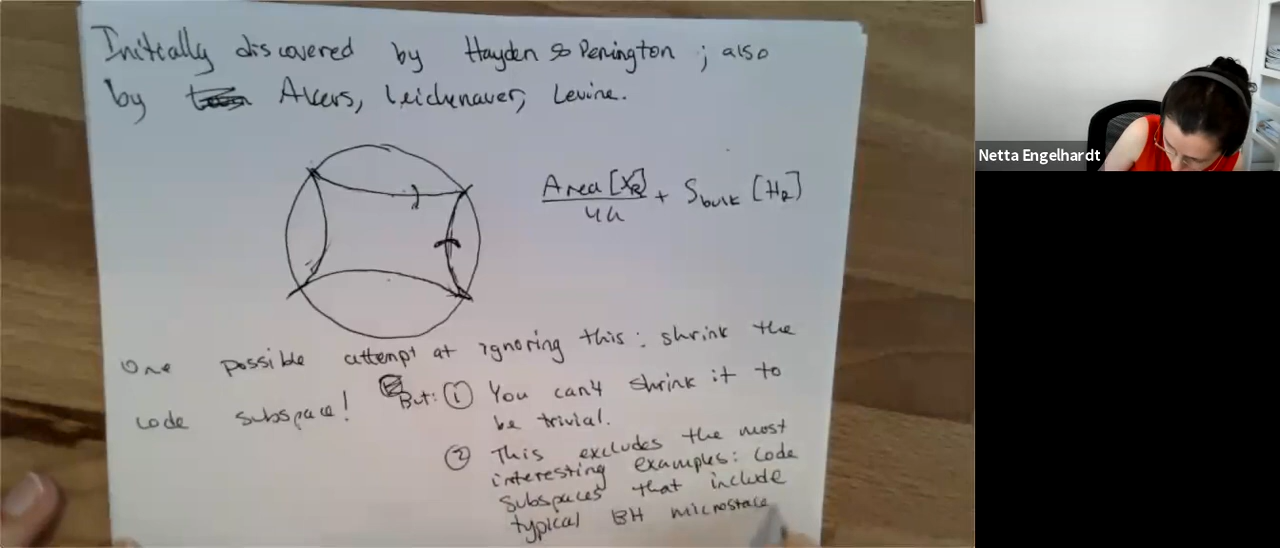 Initially discovered by Hayden & Penington ; also
by Akers, Leichenauer, Levine.
Area[X_R]/4G + S_bulk [H_R]
One possible attempt at ignoring this : shrink the
code subspace! But: ① You can't shrink it to
be trivial.
② This excludes the most
interesting examples: code
subspaces that include
typical BH microstate
Netta Engelhardt